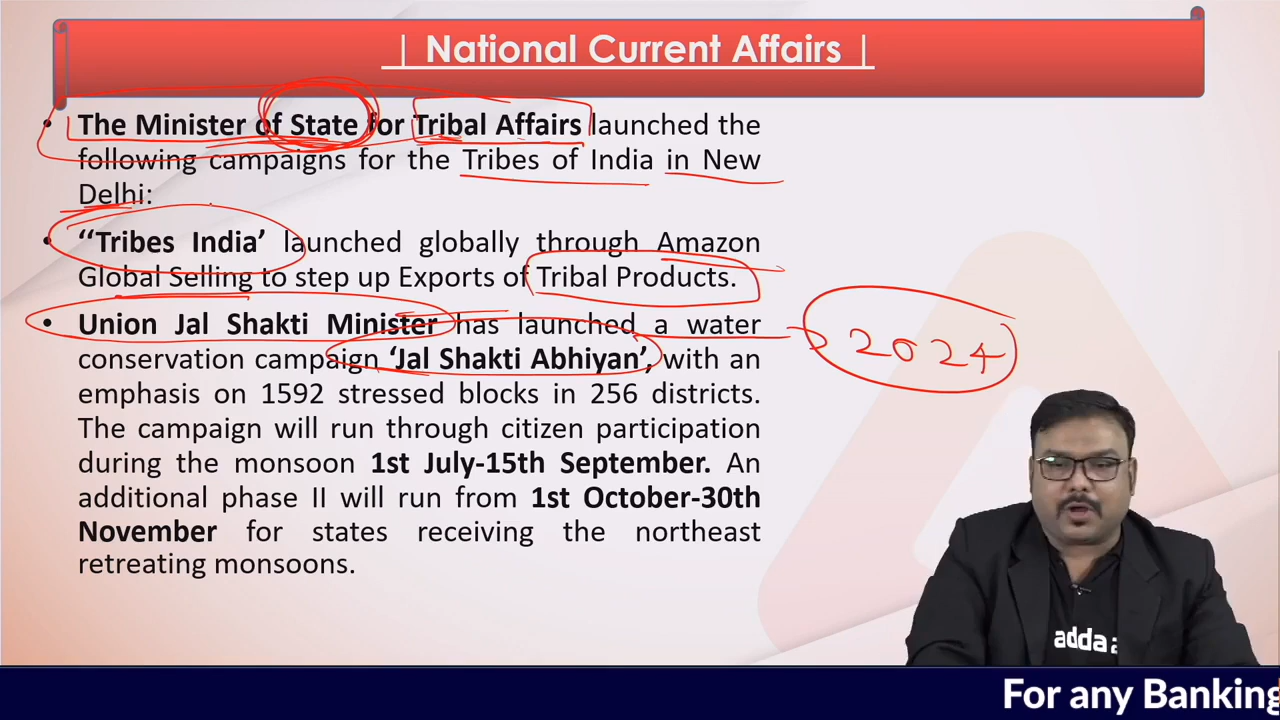 | National Current Affairs |
• The Minister of State for Tribal Affairs launched the
following campaigns for the Tribes of India in New
Delhi:
• “Tribes India’ launched globally through Amazon
Global Selling to step up Exports of Tribal Products.
• Union Jal Shakti Minister has launched a water
conservation campaign ‘Jal Shakti Abhiyan’, with an
emphasis on 1592 stressed blocks in 256 districts.
The campaign will run through citizen participation
during the monsoon 1st July-15th September. An
additional phase II will run from 1st October-30th
November for states receiving the northeast
retreating monsoons.
2024
adda
For any Banking